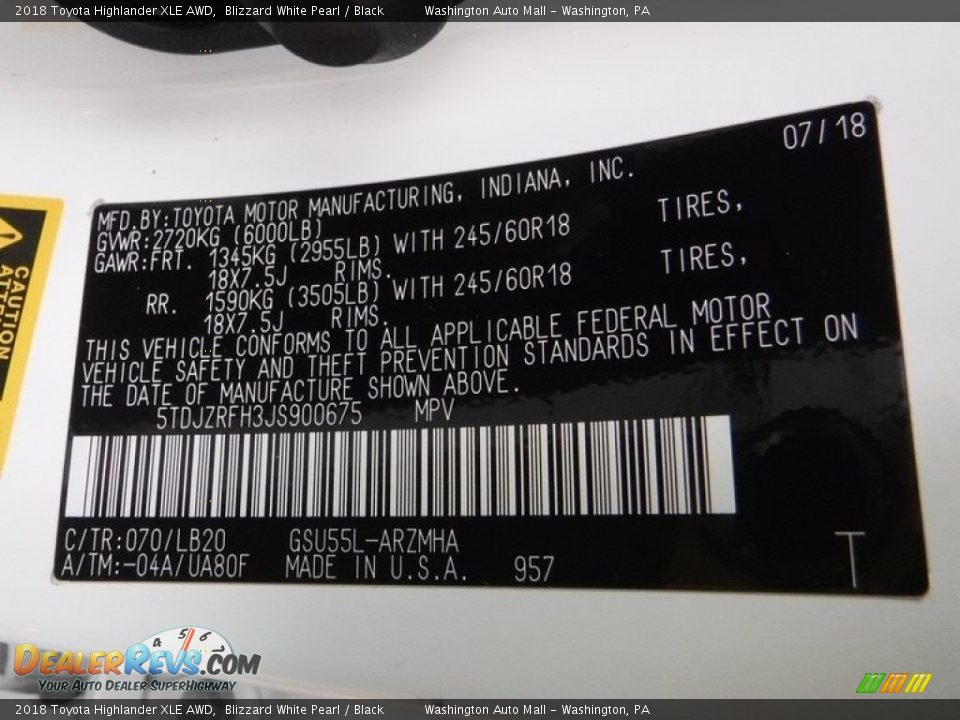 2018 Toyota Highlander XLE AWD, Blizzard White Pearl / Black Washington Auto Mall - Washington, PA
07/18
MFD.BY:TOYOTA MOTOR MANUFACTURING, INDIANA, INC.
GVWR:2720KG (6000LB)
GAWR:FRT. 1345KG (2955LB) WITH 245/60R18 TIRES,
18X7.5J RIMS.
RR. 1590KG (3505LB) WITH 245/60R18 TIRES,
18X7.5J RIMS.
THIS VEHICLE CONFORMS TO ALL APPLICABLE FEDERAL MOTOR
VEHICLE SAFETY AND THEFT PREVENTION STANDARDS IN EFFECT ON
THE DATE OF MANUFACTURE SHOWN ABOVE.
5TDJZRFH3JS900675 MPV
C/TR:070/LB20 GSU55L-ARZMHA
A/TM:-04A/UA80F MADE IN U.S.A. 957
T
CAUTION
ATTENTION
4 5 6 7
DealerRevs.com
Your Auto Dealer SuperHighway
2018 Toyota Highlander XLE AWD, Blizzard White Pearl / Black Washington Auto Mall - Washington, PA